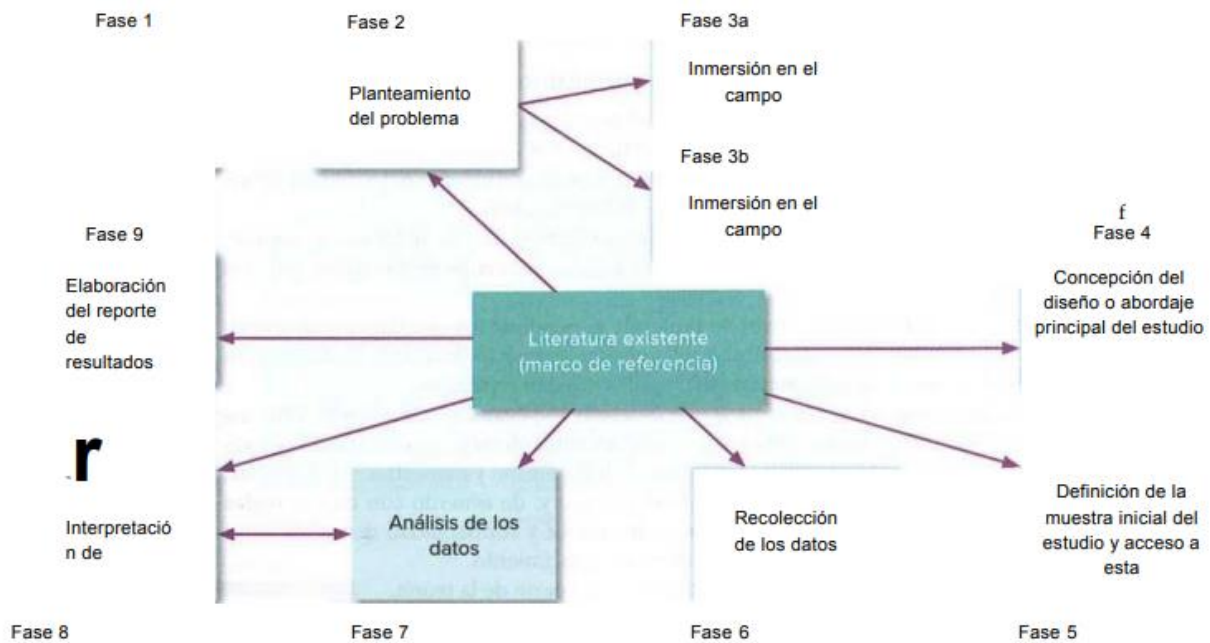 Fase 1
Fase 2
Fase 3a
Planteamiento
del problema
Inmersión en el
campo
Fase 3b
Inmersión en el
campo
f
Fase 9
Fase 4
Elaboración
del reporte
de
resultados
Literatura existente
(marco de referencia)
Concepción del
diseño o abordaje
principal del estudio
r
Interpretació
n de
Análisis de los
datos
Recolección
de los datos
Definición de la
muestra inicial del
estudio y acceso a
esta
Fase 8
Fase 7
Fase 6
Fase 5